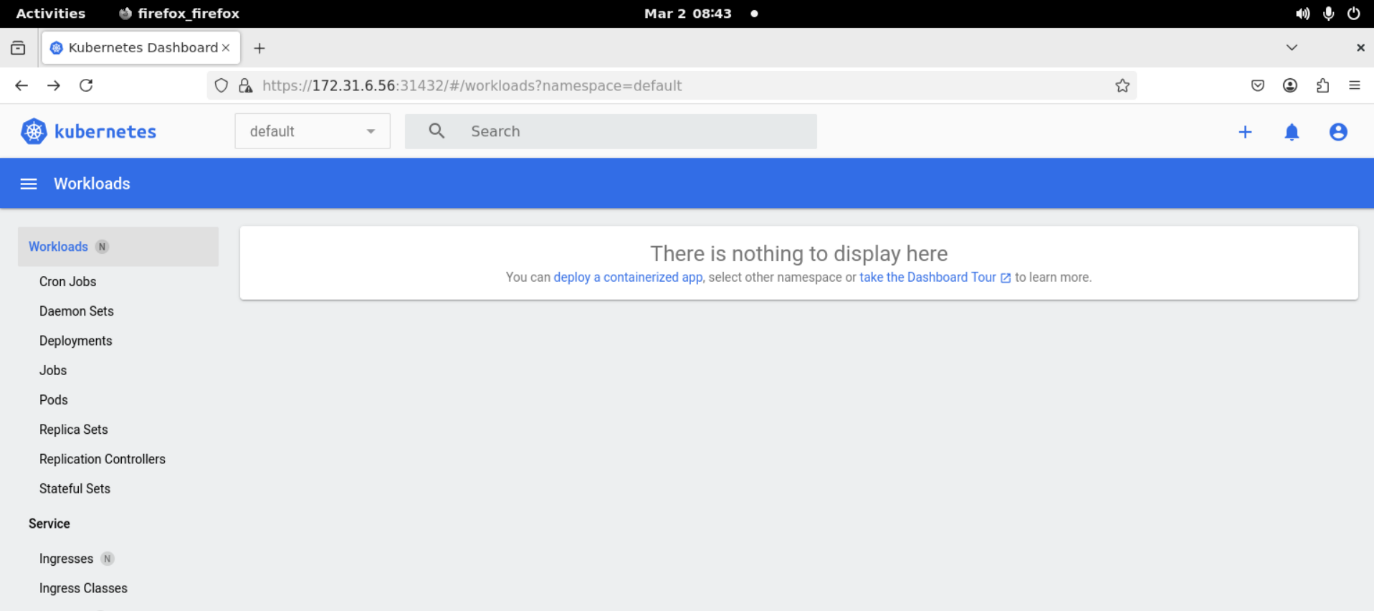 Activities firefox_firefox Mar 2 08:43
Kubernetes Dashboard
https://172.31.6.56:31432/#/workloads?namespace=default
kubernetes default Search
Workloads
Workloads N
Cron Jobs
Daemon Sets
Deployments
Jobs
Pods
Replica Sets
Replication Controllers
Stateful Sets
Service
Ingresses N
Ingress Classes
There is nothing to display here
You can deploy a containerized app, select other namespace or take the Dashboard Tour to learn more.